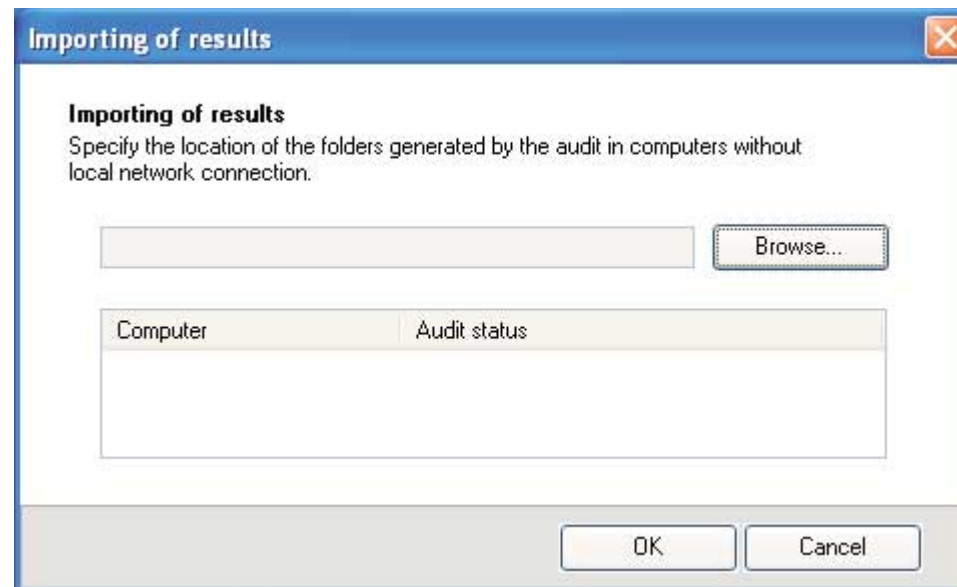 Importing of results
Importing of results
Specify the location of the folders generated by the audit in computers without
local network connection.
Browse...
Computer Audit status
OK Cancel